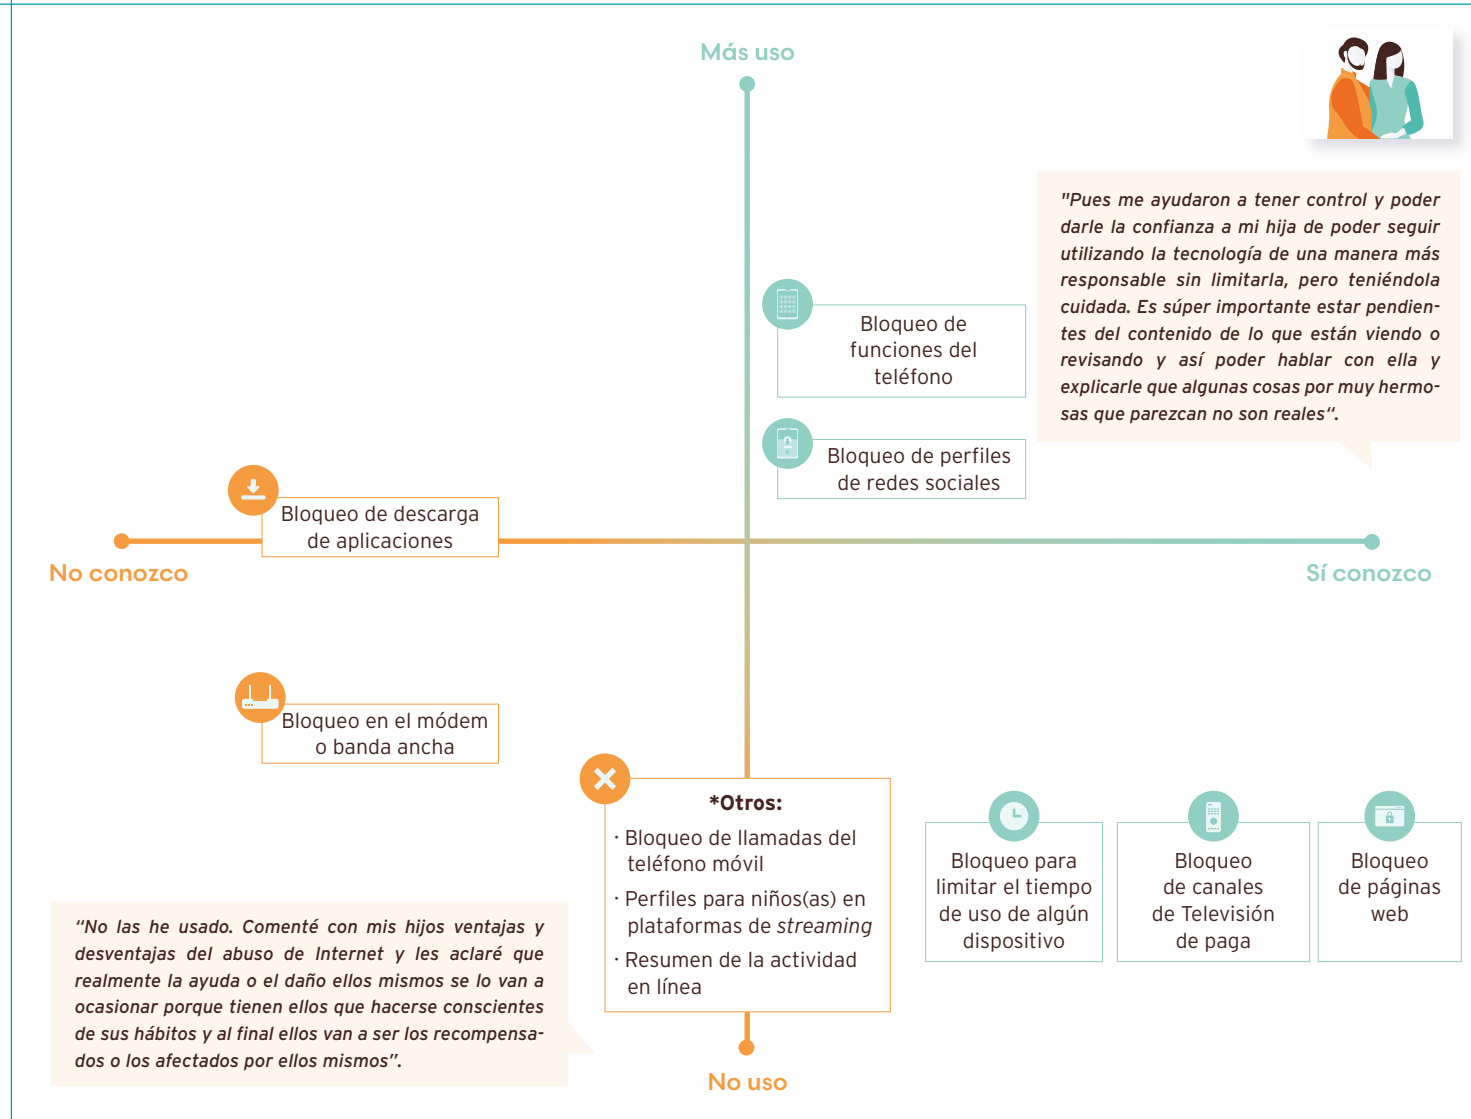 Más uso
"Pues me ayudaron a tener control y poder
darle la confianza a mi hija de poder seguir
utilizando la tecnología de una manera más
responsable sin limitarla, pero teniéndola
cuidada. Es súper importante estar pendien-
tes del contenido de lo que están viendo o
revisando y así poder hablar con ella y
explicarle que algunas cosas por muy hermo-
sas que parezcan no son reales“.
Bloqueo de
funciones del
teléfono
Bloqueo de perfiles
de redes sociales
Bloqueo de descarga
de aplicaciones
No conozco
Sí conozco
Bloqueo en el módem
o banda ancha
*Otros:
· Bloqueo de llamadas del
teléfono móvil
· Perfiles para niños(as) en
plataformas de streaming
· Resumen de la actividad
en línea
Bloqueo para
limitar el tiempo
de uso de algún
dispositivo
Bloqueo
de canales
de Televisión
de paga
Bloqueo
de páginas
web
“No las he usado. Comenté con mis hijos ventajas y
desventajas del abuso de Internet y les aclaré que
realmente la ayuda o el daño ellos mismos se lo van a
ocasionar porque tienen ellos que hacerse conscientes
de sus hábitos y al final ellos van a ser los recompensa-
dos o los afectados por ellos mismos”.
No uso